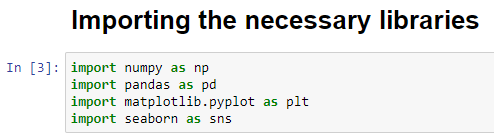 Importing the necessary libraries
In [3]: import numpy as np
import pandas as pd
import matplotlib.pyplot as plt
import seaborn as sns